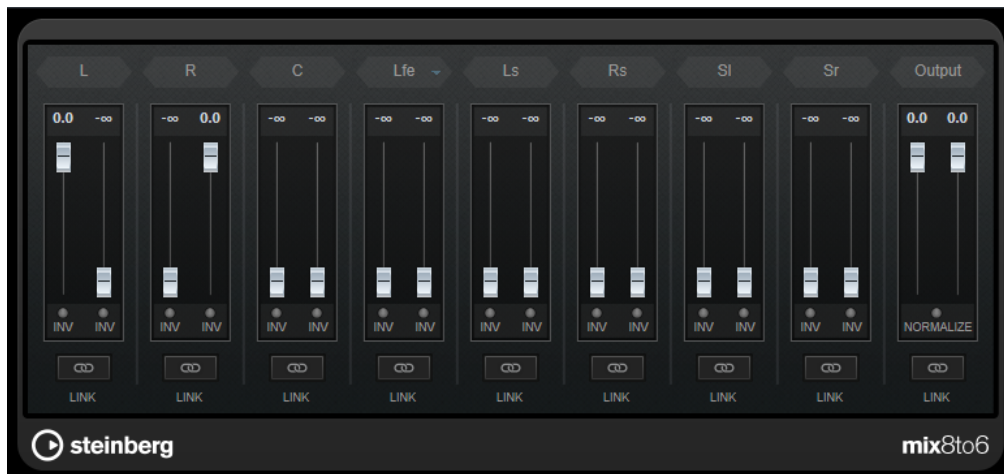 L R C Lfe Ls Rs Sl Sr Output
0.0 -∞ -∞ 0.0 -∞ -∞ -∞ -∞ -∞ -∞ -∞ -∞ -∞ -∞ -∞ -∞ 0.0 0.0
INV INV INV INV INV INV INV INV INV INV INV INV INV INV INV INV NORMALIZE
LINK LINK LINK LINK LINK LINK LINK LINK LINK
steinberg mix8to6